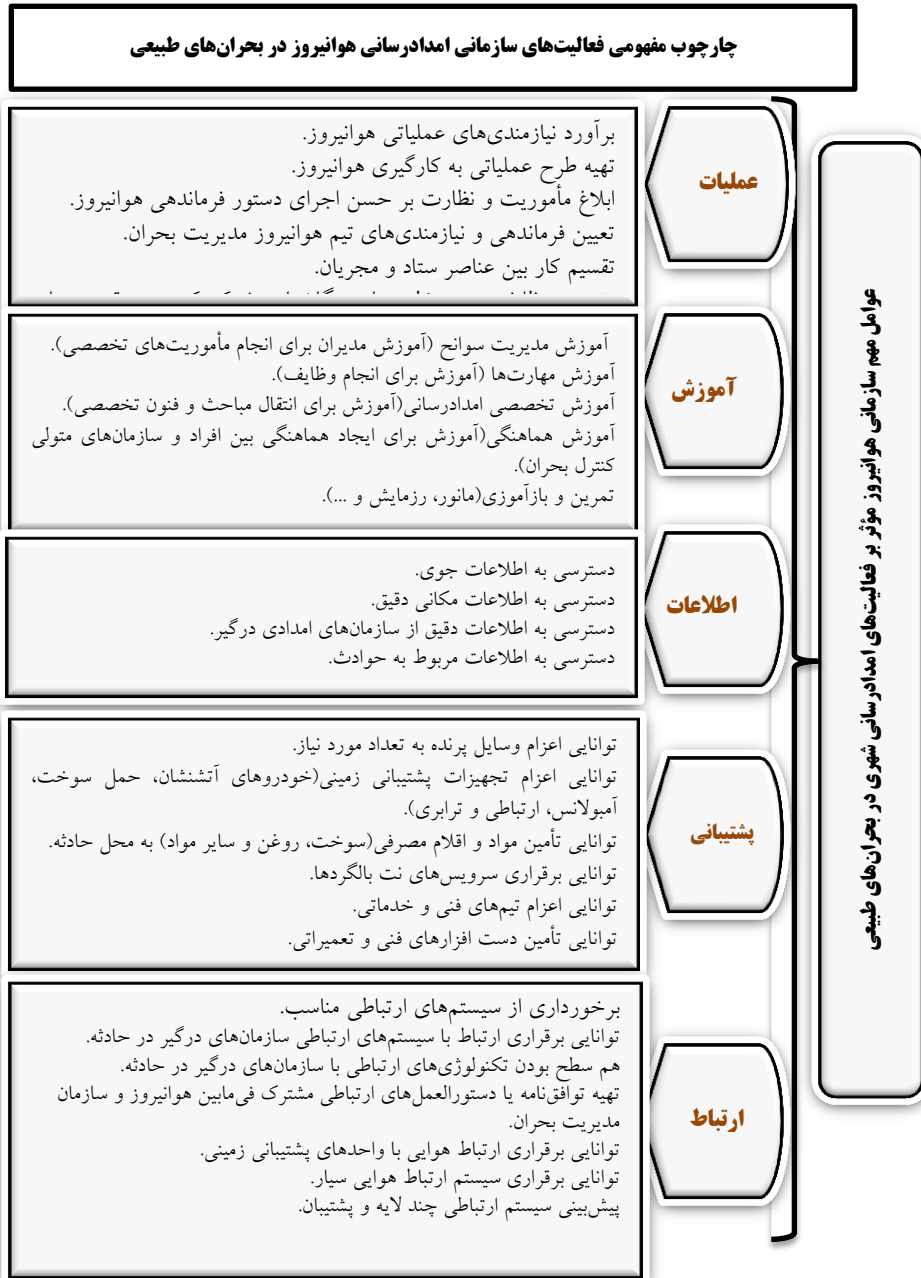 چارچوب مفهومی فعالیت‌های سازمانی امدادرسانی هوانیروز در بحران‌های طبیعی
عوامل مهم سازمانی هوانیروز مؤثر بر فعالیت‌های امدادرسانی شهری در بحران‌های طبیعی
عملیات
برآورد نیازمندی‌های عملیاتی هوانیروز.
تهیه طرح عملیاتی به کارگیری هوانیروز.
ابلاغ مأموریت و نظارت بر حسن اجرای دستور فرماندهی هوانیروز.
تعیین فرماندهی و نیازمندی‌های تیم هوانیروز مدیریت بحران.
تقسیم کار بین عناصر ستاد و مجریان.
آموزش
آموزش مدیریت سوانح (آموزش مدیران برای انجام مأموریت‌های تخصصی).
آموزش مهارت‌ها (آموزش برای انجام وظایف).
آموزش تخصصی امدادرسانی(آموزش برای انتقال مباحث و فنون تخصصی).
آموزش هماهنگی(آموزش برای ایجاد هماهنگی بین افراد و سازمان‌های متولی
کنترل بحران).
تمرین و بازآموزی(مانور، رزمایش و ...).
اطلاعات
دسترسی به اطلاعات جوی.
دسترسی به اطلاعات مکانی دقیق.
دسترسی به اطلاعات دقیق از سازمان‌های امدادی درگیر.
دسترسی به اطلاعات مربوط به حوادث.
پشتیبانی
توانایی اعزام وسایل پرنده به تعداد مورد نیاز.
توانایی اعزام تجهیزات پشتیبانی زمینی(خودروهای آتشنشان، حمل سوخت،
آمبولانس، ارتباطی و ترابری).
توانایی تأمین مواد و اقلام مصرفی(سوخت، روغن و سایر مواد) به محل حادثه.
توانایی برقراری سرویس‌های نت بالگردها.
توانایی اعزام تیم‌های فنی و خدماتی.
توانایی تأمین دست افزارهای فنی و تعمیراتی.
ارتباط
برخورداری از سیستم‌های ارتباطی مناسب.
توانایی برقراری ارتباط با سیستم‌های ارتباطی سازمان‌های درگیر در حادثه.
هم سطح بودن تکنولوژی‌های ارتباطی با سازمان‌های درگیر در حادثه.
تهیه توافق‌نامه یا دستورالعمل‌های ارتباطی مشترک فی‌مابین هوانیروز و سازمان
مدیریت بحران.
توانایی برقراری ارتباط هوایی با واحدهای پشتیبانی زمینی.
توانایی برقراری سیستم ارتباط هوایی سیار.
پیش‌بینی سیستم ارتباطی چند لایه و پشتیبان.